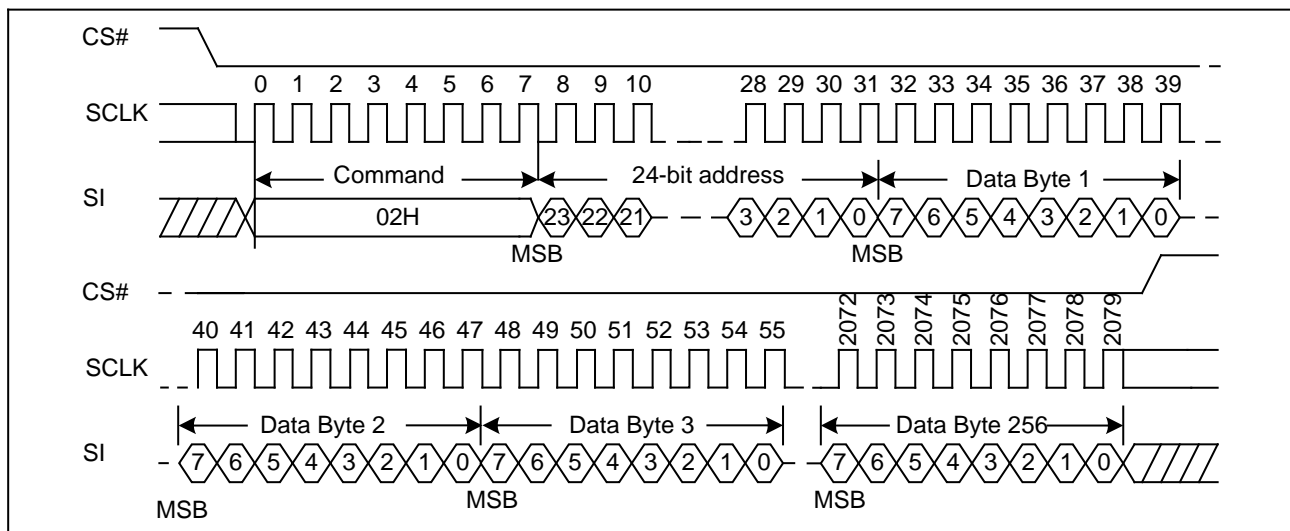 CS#
0 1 2 3 4 5 6 7 8 9 10 28 29 30 31 32 33 34 35 36 37 38 39
SCLK
Command 24-bit address Data Byte 1
SI
02H 23 22 21 3 2 1 0 7 6 5 4 3 2 1 0
MSB MSB
CS#
2072 2073 2074 2075 2076 2077 2078 2079
40 41 42 43 44 45 46 47 48 49 50 51 52 53 54 55
SCLK
Data Byte 2 Data Byte 3 Data Byte 256
SI
7 6 5 4 3 2 1 0 7 6 5 4 3 2 1 0 7 6 5 4 3 2 1 0
MSB MSB MSB